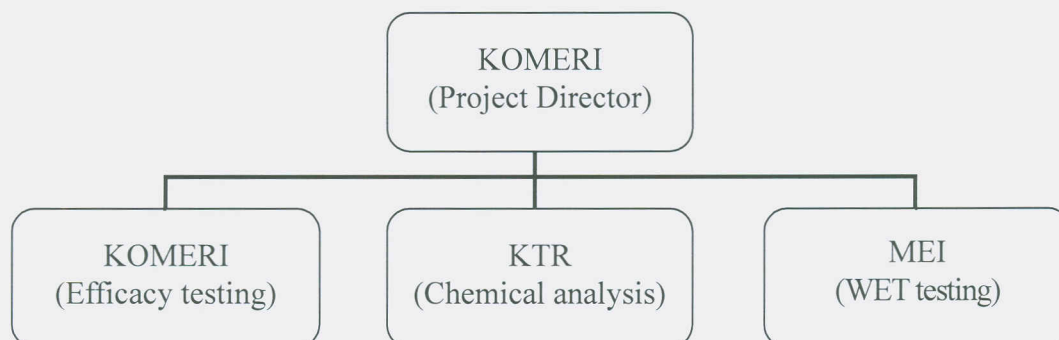 KOMERI
(Project Director)
KOMERI
(Efficacy testing)
KTR
(Chemical analysis)
MEI
(WET testing)